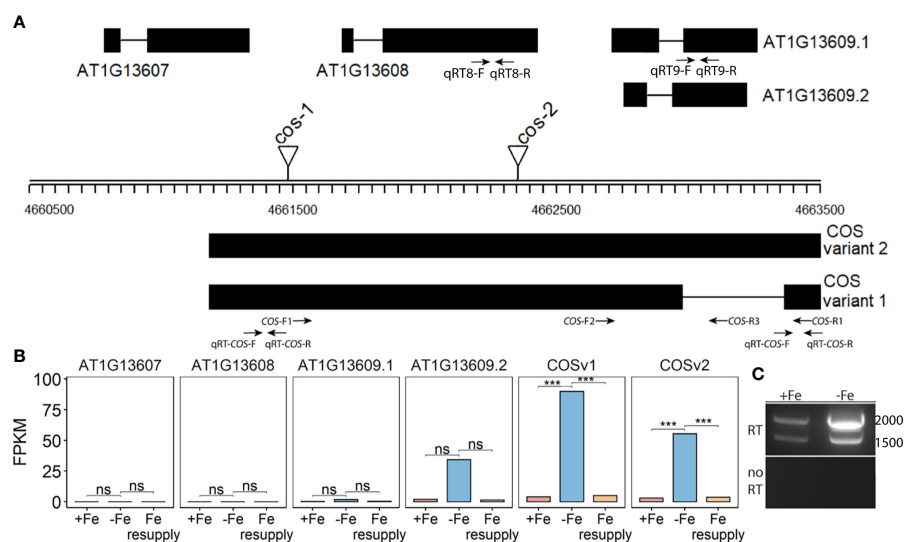 A
AT1G13607
AT1G13608
AT1G13609.1
AT1G13609.2
qRT8-F
qRT8-R
qRT9-F
qRT9-R
cos-1
cos-2
4660500
4661500
4662500
4663500
COS
variant 2
COS
variant 1
COS-F1
COS-F2
COS-R3
COS-R1
qRT-COS-F
qRT-COS-R
qRT-COS-F
qRT-COS-R
B
AT1G13607
AT1G13608
AT1G13609.1
AT1G13609.2
COSv1
COSv2
FPKM
100
75
50
25
0
ns ns
ns ns
ns ns
ns ns
*** ***
*** ***
+Fe -Fe Fe
resupply
+Fe -Fe Fe
resupply
+Fe -Fe Fe
resupply
+Fe -Fe Fe
resupply
+Fe -Fe Fe
resupply
+Fe -Fe Fe
resupply
C
+Fe -Fe
RT
2000
1500
no
RT